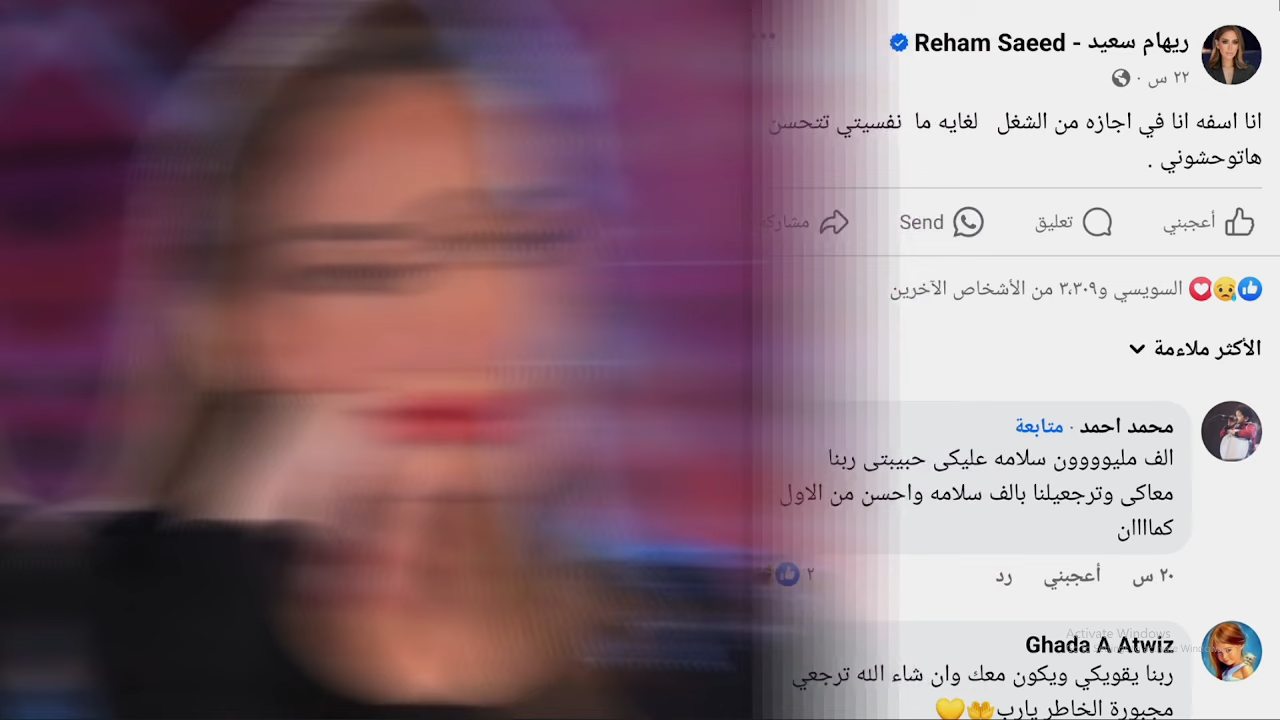 ريهام سعيد - Reham Saeed
٢٢ س ·
انا اسفه انا في اجازه من الشغل لغايه ما نفسيتي تتحسن
هاتوحشوني .
أعجبني تعليق Send مشاركة
السويسي و٣،٣٠٩ من الأشخاص الآخرين
الأكثر ملاءمة
محمد احمد · متابعة
الف مليوووون سلامه عليكى حبيبتى ربنا
معاكى وترجعيلنا بالف سلامه واحسن من الاول
كماااان
٢٠ س أعجبني رد ٢
Activate Windows
Ghada A Atwiz
ربنا يقويكي ويكون معك وان شاء الله ترجعي
مجبورة الخاطر يارب🤲💛